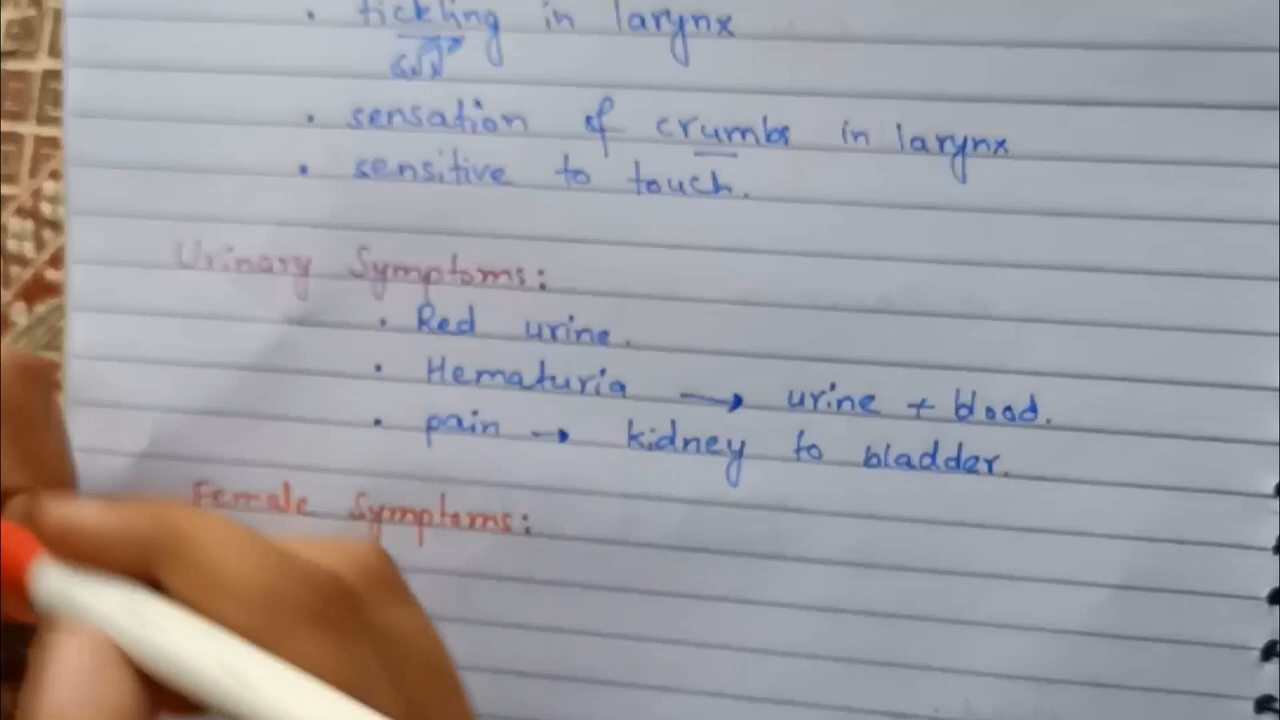 · tickling in larynx
· sensation of crumbs in larynx
· sensitive to touch.
Urinary Symptoms:
· Red urine.
· Hematuria → urine + blood.
· pain → kidney to bladder.
Female Symptoms: